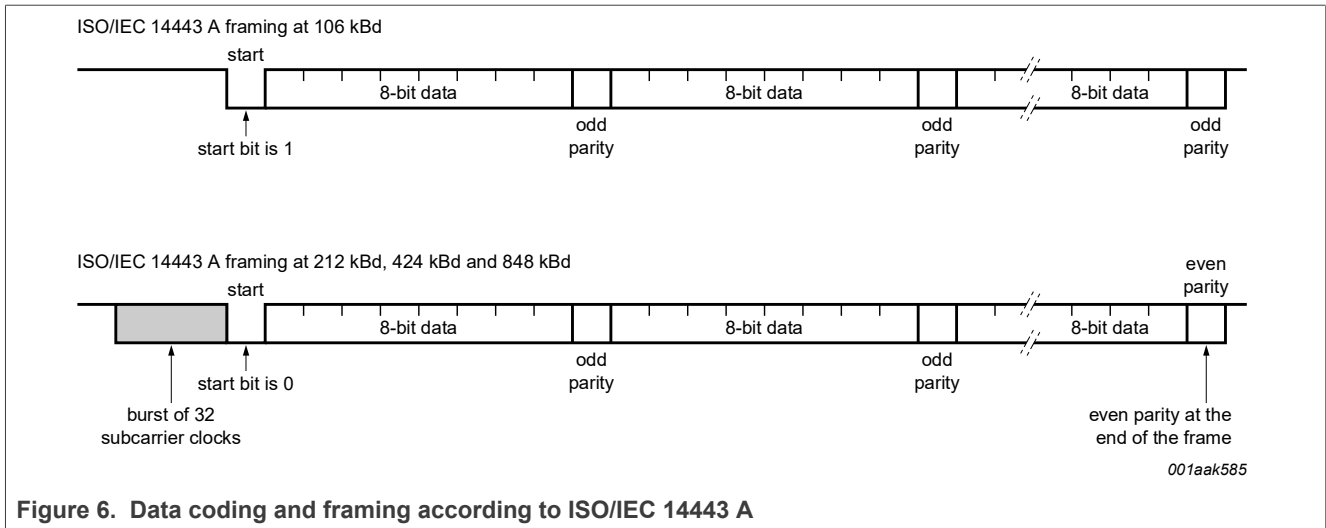 ISO/IEC 14443 A framing at 106 kBd
start
8-bit data
8-bit data
8-bit data
odd
parity
odd
parity
odd
parity
start bit is 1
ISO/IEC 14443 A framing at 212 kBd, 424 kBd and 848 kBd
even
parity
start
8-bit data
8-bit data
8-bit data
odd
parity
odd
parity
start bit is 0
burst of 32
subcarrier clocks
even parity at the
end of the frame
001aak585
Figure 6. Data coding and framing according to ISO/IEC 14443 A